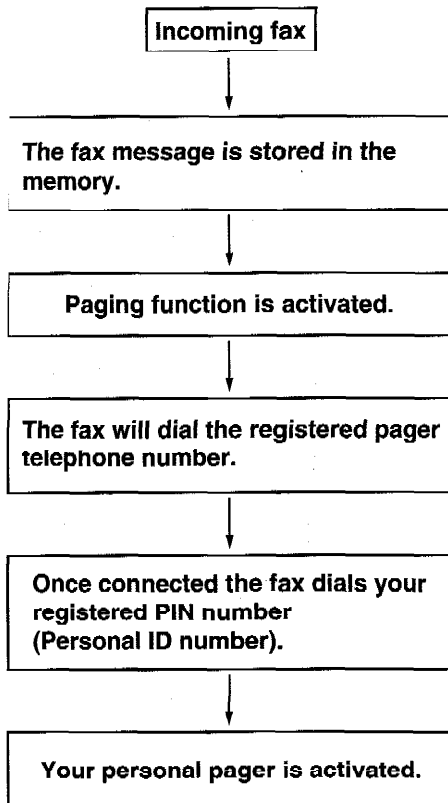 Incoming fax
The fax message is stored in the
memory.
Paging function is activated.
The fax will dial the registered pager
telephone number.
Once connected the fax dials your
registered PIN number
(Personal ID number).
Your personal pager is activated.